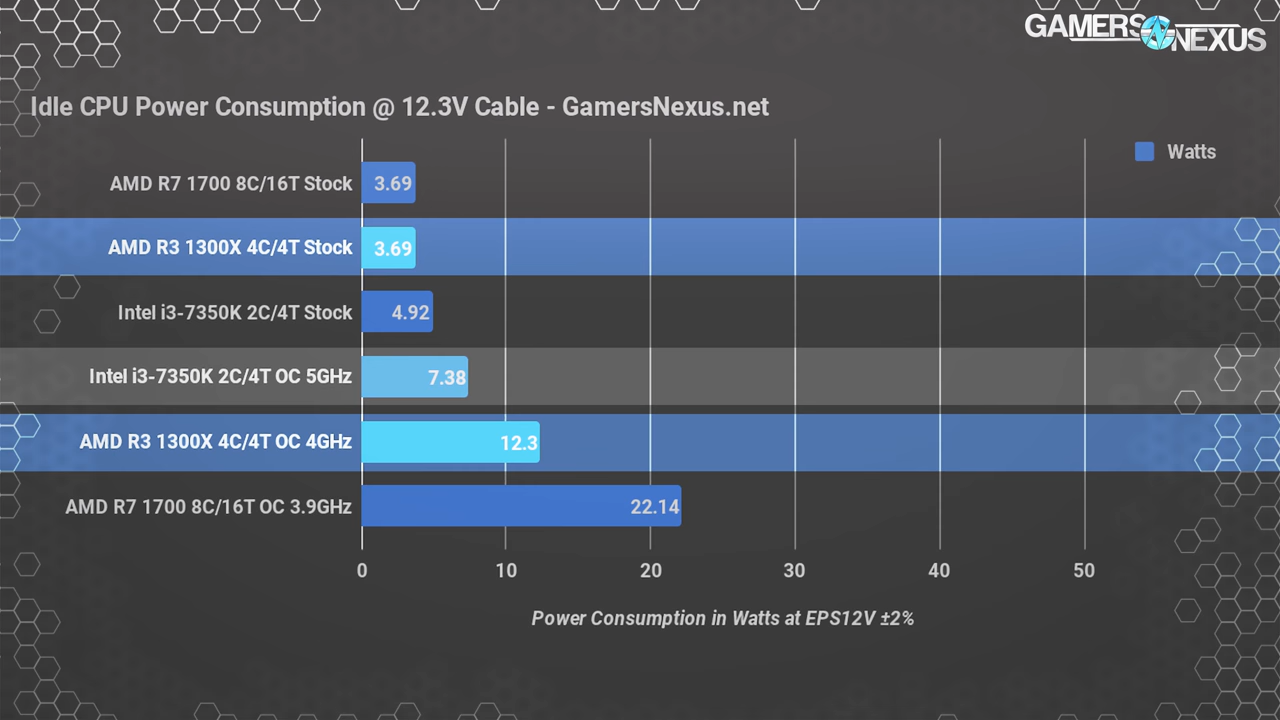 GAMERS NEXUS
Idle CPU Power Consumption @ 12.3V Cable - GamersNexus.net
Watts
AMD R7 1700 8C/16T Stock 3.69
AMD R3 1300X 4C/4T Stock 3.69
Intel i3-7350K 2C/4T Stock 4.92
Intel i3-7350K 2C/4T OC 5GHz 7.38
AMD R3 1300X 4C/4T OC 4GHz 12.3
AMD R7 1700 8C/16T OC 3.9GHz 22.14
0 10 20 30 40 50
Power Consumption in Watts at EPS12V ±2%